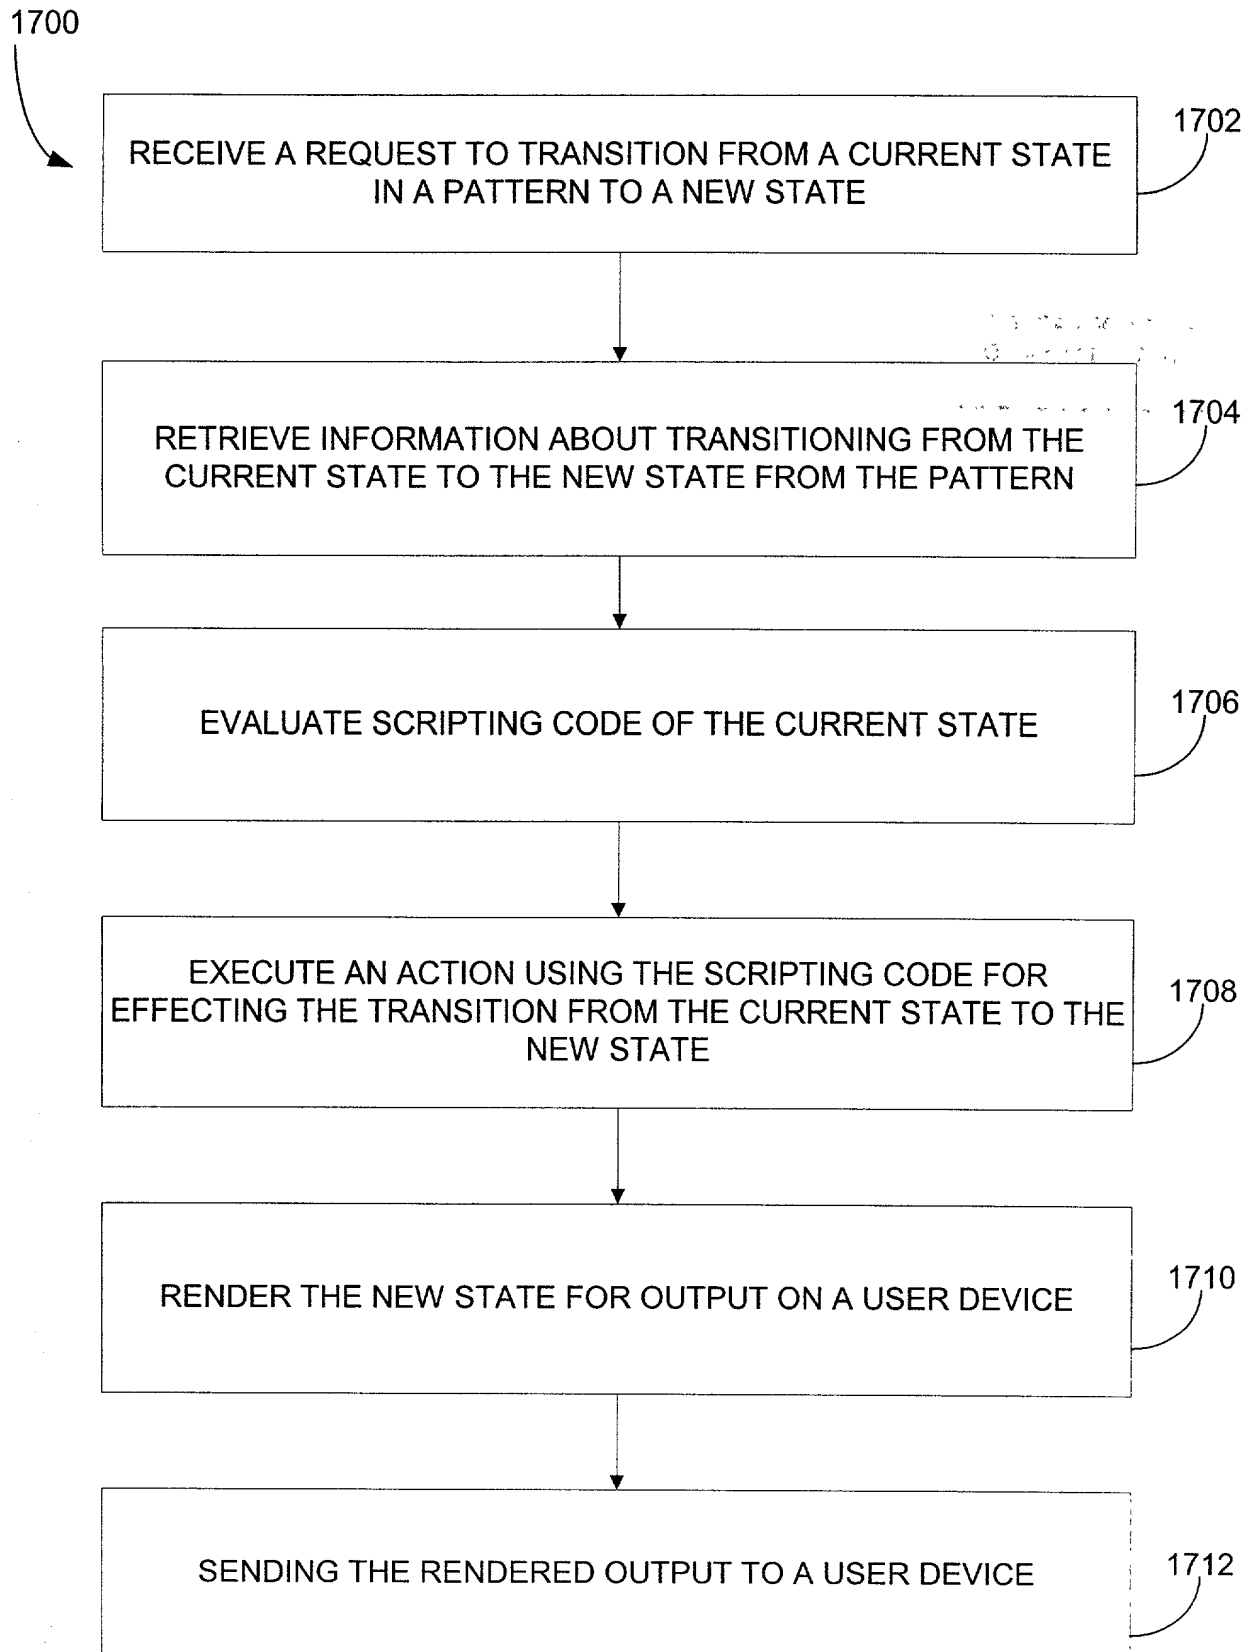 1700
1702
RECEIVE A REQUEST TO TRANSITION FROM A CURRENT STATE
IN A PATTERN TO A NEW STATE
1704
RETRIEVE INFORMATION ABOUT TRANSITIONING FROM THE
CURRENT STATE TO THE NEW STATE FROM THE PATTERN
1706
EVALUATE SCRIPTING CODE OF THE CURRENT STATE
1708
EXECUTE AN ACTION USING THE SCRIPTING CODE FOR
EFFECTING THE TRANSITION FROM THE CURRENT STATE TO THE
NEW STATE
1710
RENDER THE NEW STATE FOR OUTPUT ON A USER DEVICE
1712
SENDING THE RENDERED OUTPUT TO A USER DEVICE